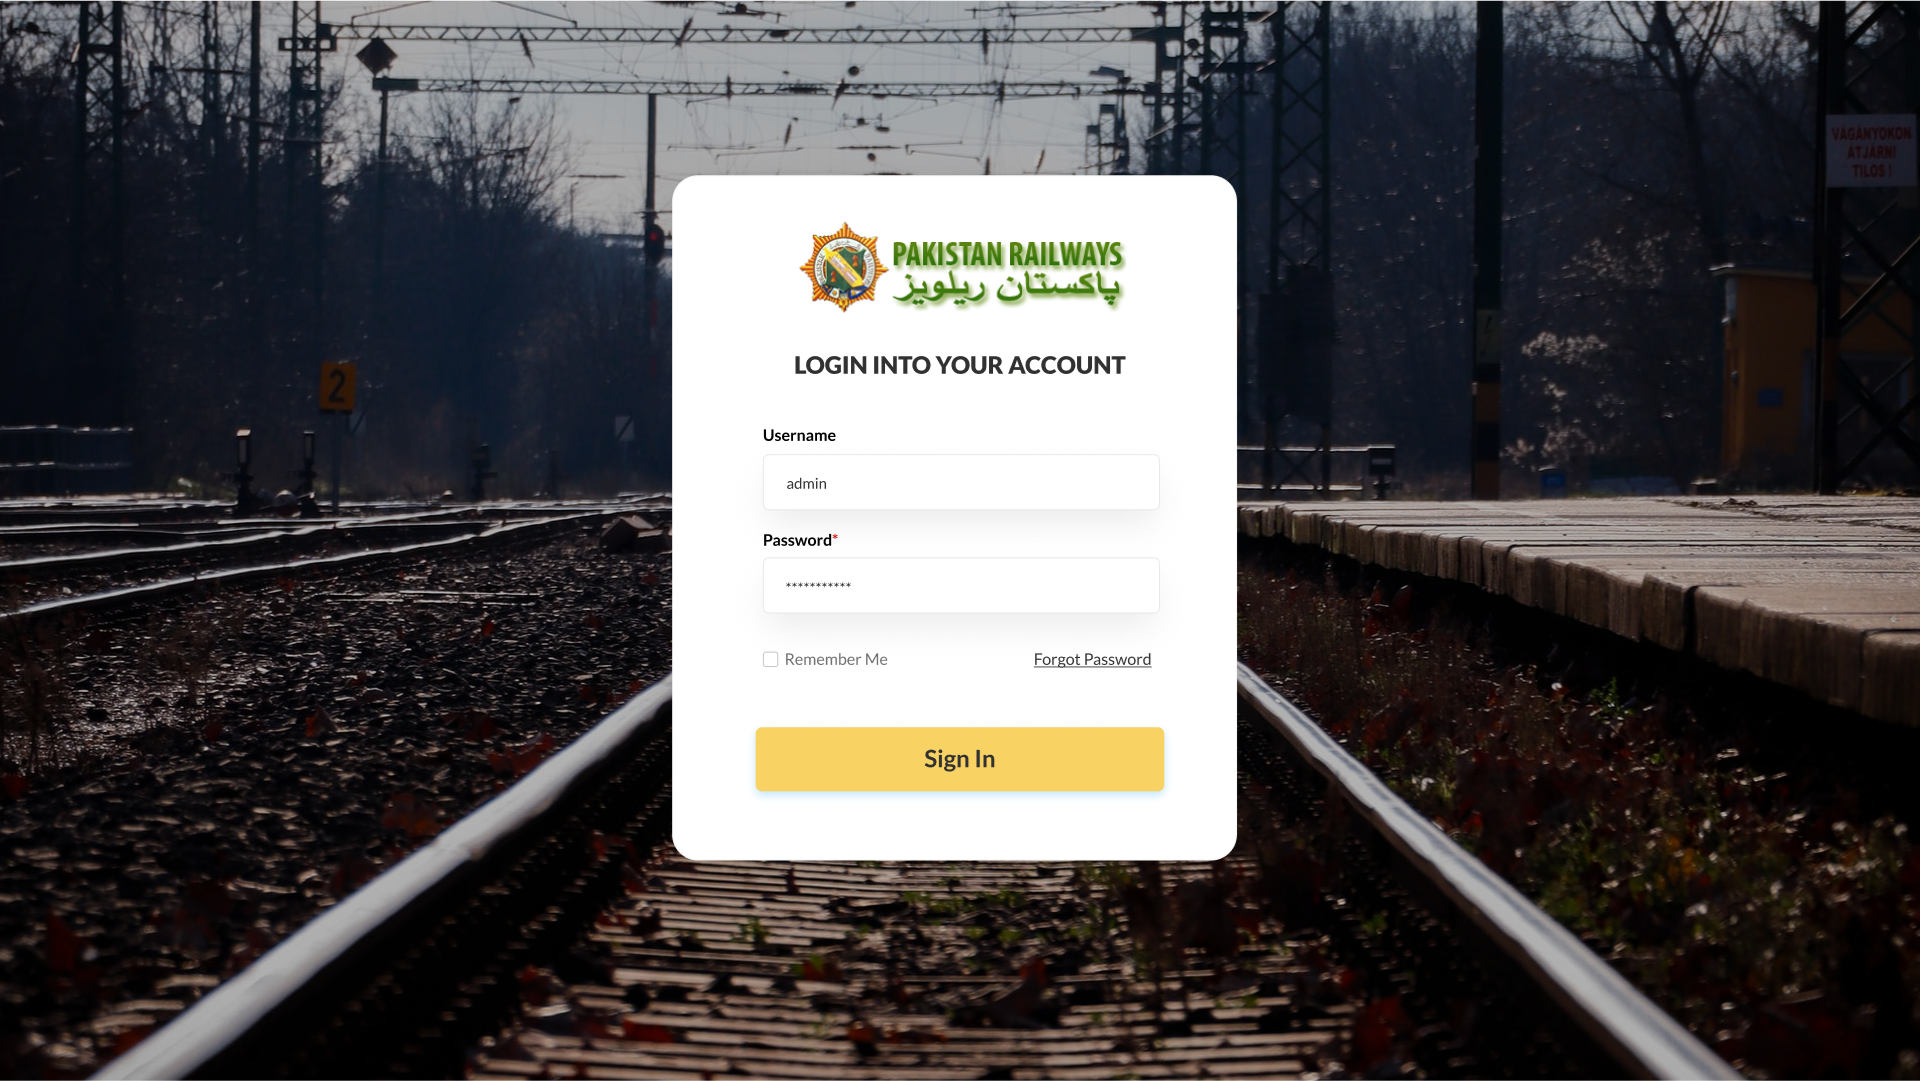 VÁGÁNYOKON
ÁTJÁRNI
TILOS!
2
PAKISTAN RAILWAYS
پاکستان ریلویز
LOGIN INTO YOUR ACCOUNT
Username
admin
Password*
***********
Remember Me
Forgot Password
Sign In